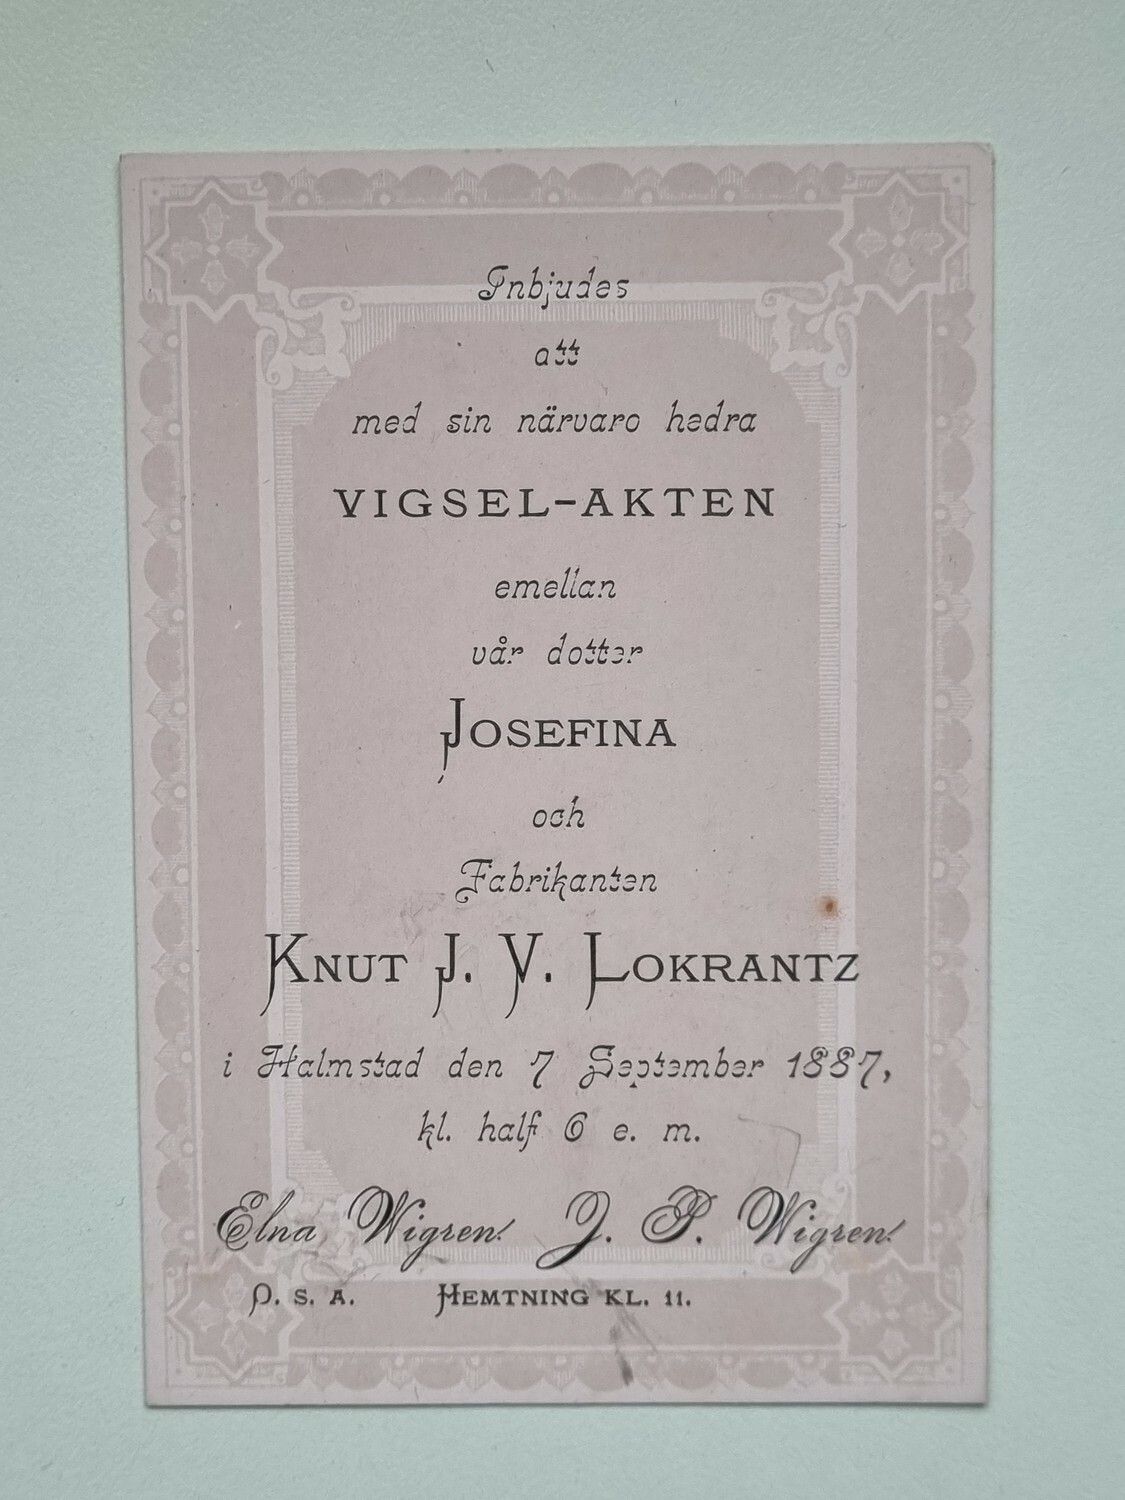 Inbjudes
att
med sin närvaro hedra
VIGSEL-AKTEN
emellan
vår dotter
JOSEFINA
och
Fabrikanten
KNUT J. V. LOKRANTZ
i Halmstad den 7 September 1887,
kl. half 6 e. m.
Elna Wigren. J. P. Wigren.
O. S. A. HEMTNING KL. 11.